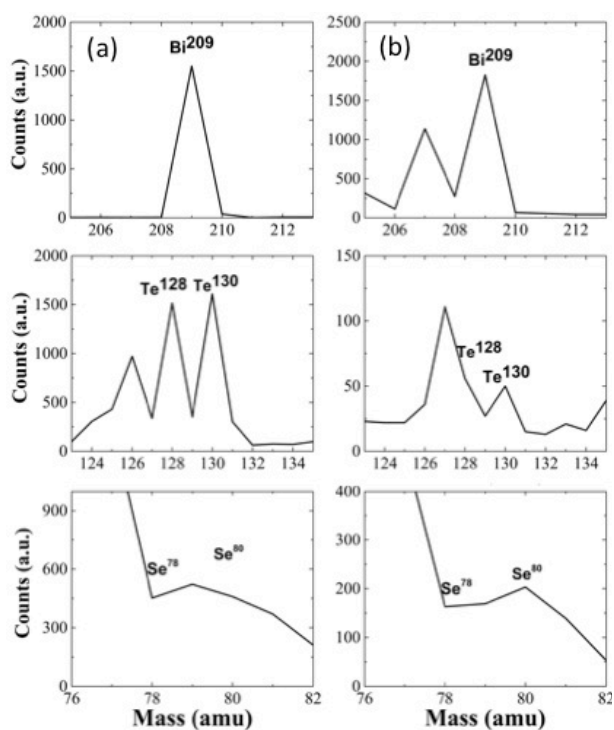 (a)
Bi209
2000
1500
1000
500
0
Counts (a.u.)
206 208 210 212
(b)
Bi209
2500
2000
1500
1000
500
0
206 208 210 212
Te128 Te130
2000
1500
1000
500
0
Counts (a.u.)
124 126 128 130 132 134
Te128
Te130
150
100
50
0
124 126 128 130 132 134
Se78 Se80
900
600
300
0
Counts (a.u.)
76 78 80 82
Mass (amu)
Se78 Se80
400
300
200
100
0
76 78 80 82
Mass (amu)